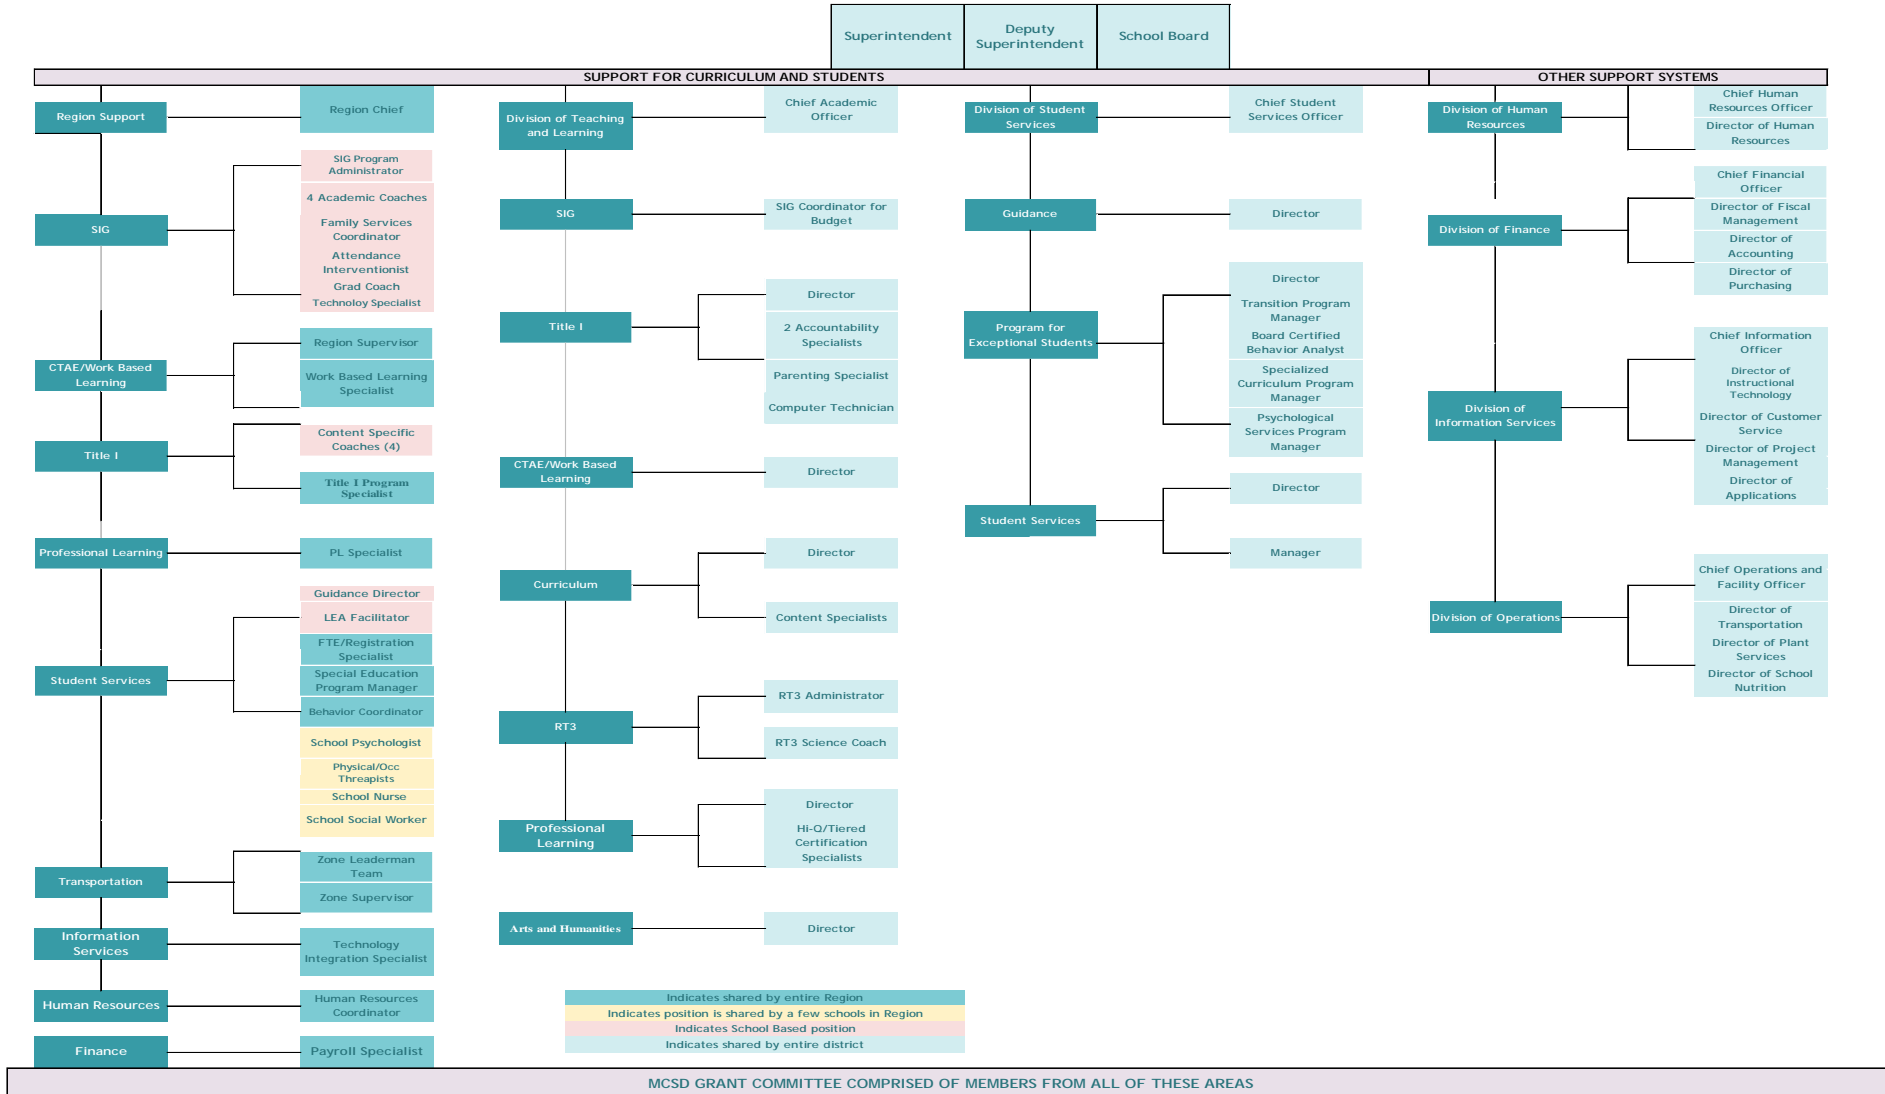 Superintendent
Deputy
Superintendent
School Board
SUPPORT FOR CURRICULUM AND STUDENTS
OTHER SUPPORT SYSTEMS
Region Support
Region Chief
SIG
SIG Program
Administrator
4 Academic Coaches
Family Services
Coordinator
Attendance
Interventionist
Grad Coach
Technoloy Specialist
CTAE/Work Based
Learning
Region Supervisor
Work Based Learning
Specialist
Title I
Content Specific
Coaches (4)
Title I Program
Specialist
Professional Learning
PL Specialist
Student Services
Guidance Director
LEA Facilitator
FTE/Registration
Specialist
Special Education
Program Manager
Behavior Coordinator
School Psychologist
Physical/Occ
Threapists
School Nurse
School Social Worker
Transportation
Zone Leaderman
Team
Zone Supervisor
Information
Services
Technology
Integration Specialist
Human Resources
Human Resources
Coordinator
Finance
Payroll Specialist
Division of Teaching
and Learning
Chief Academic
Officer
SIG
SIG Coordinator for
Budget
Title I
Director
2 Accountability
Specialists
Parenting Specialist
Computer Technician
CTAE/Work Based
Learning
Director
Curriculum
Director
Content Specialists
RT3
RT3 Administrator
RT3 Science Coach
Professional
Learning
Director
Hi-Q/Tiered
Certification
Specialists
Arts and Humanities
Director
Division of Student
Services
Chief Student
Services Officer
Guidance
Director
Program for
Exceptional Students
Director
Transition Program
Manager
Board Certified
Behavior Analyst
Specialized
Curriculum Program
Manager
Psychological
Services Program
Manager
Student Services
Director
Manager
Division of Human
Resources
Chief Human
Resources Officer
Director of Human
Resources
Division of Finance
Chief Financial
Officer
Director of Fiscal
Management
Director of
Accounting
Director of
Purchasing
Division of
Information Services
Chief Information
Officer
Director of
Instructional
Technology
Director of Customer
Service
Director of Project
Management
Director of
Applications
Division of Operations
Chief Operations and
Facility Officer
Director of
Transportation
Director of Plant
Services
Director of School
Nutrition
Indicates shared by entire Region
Indicates position is shared by a few schools in Region
Indicates School Based position
Indicates shared by entire district
MCSD GRANT COMMITTEE COMPRISED OF MEMBERS FROM ALL OF THESE AREAS